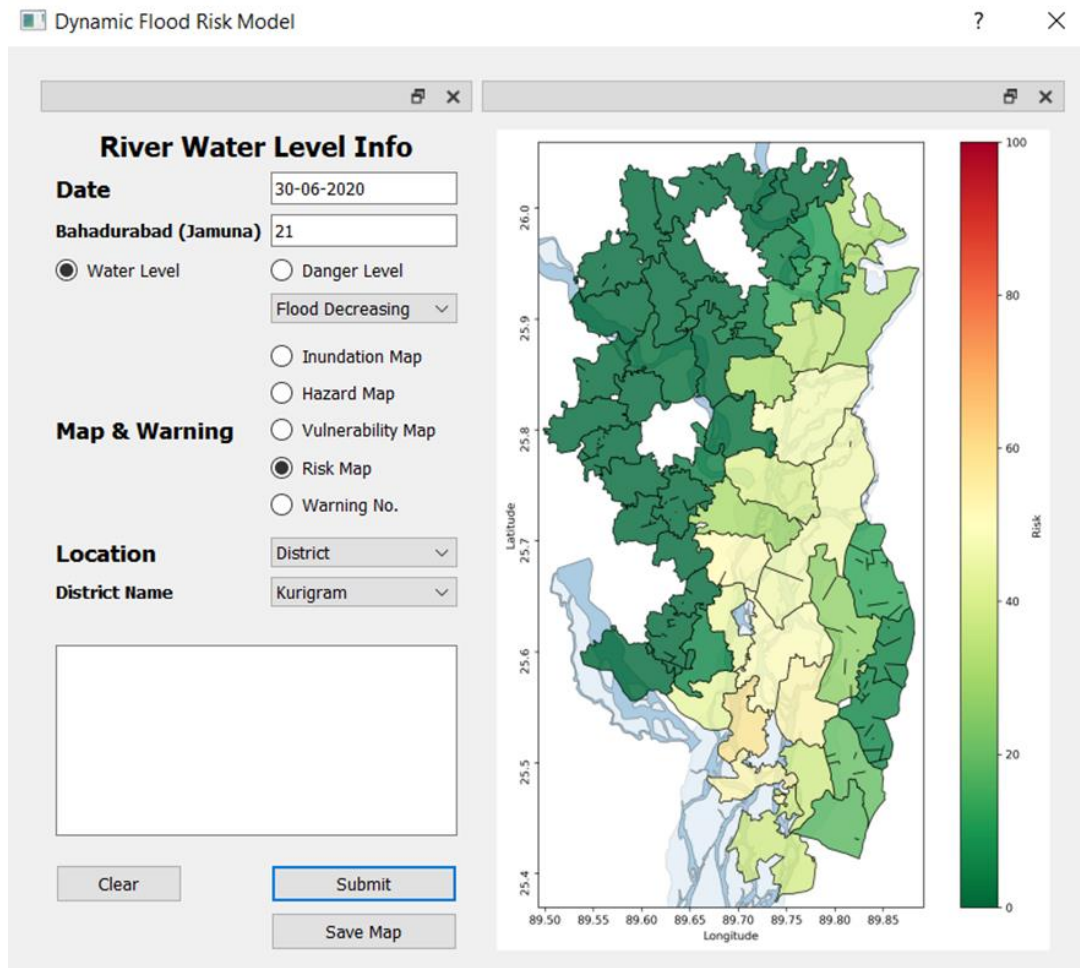 Dynamic Flood Risk Model
River Water Level Info
Date 30-06-2020
Bahadurabad (Jamuna) 21
Water Level Danger Level
Flood Decreasing
Inundation Map
Hazard Map
Map & Warning Vulnerability Map
Risk Map
Warning No.
Location District
District Name Kurigram
Clear Submit
Save Map
26.0
25.9
25.8
25.7
25.6
25.5
25.4
Latitude
89.50 89.55 89.60 89.65 89.70 89.75 89.80 89.85
Longitude
100
80
60
40
20
0
Risk